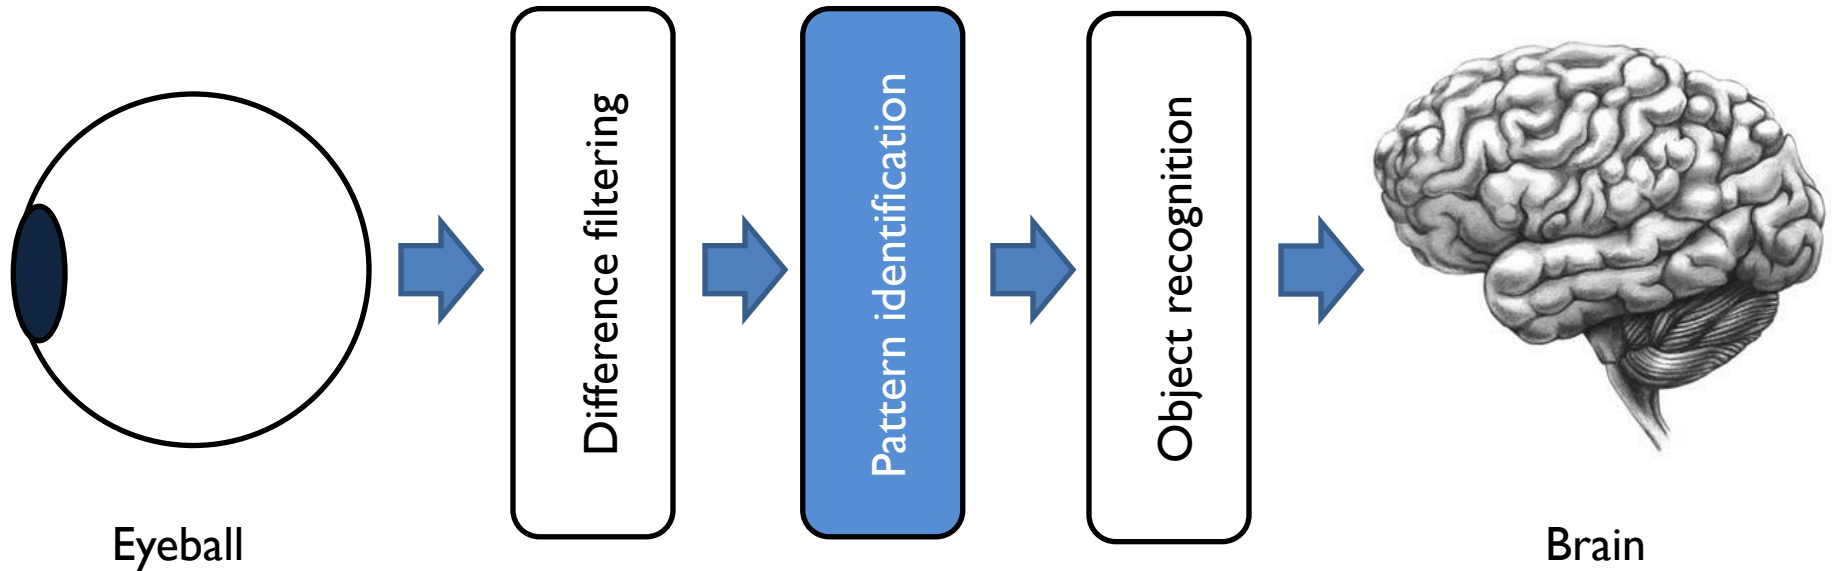 Difference filtering
Pattern identification
Object recognition
Eyeball
Brain